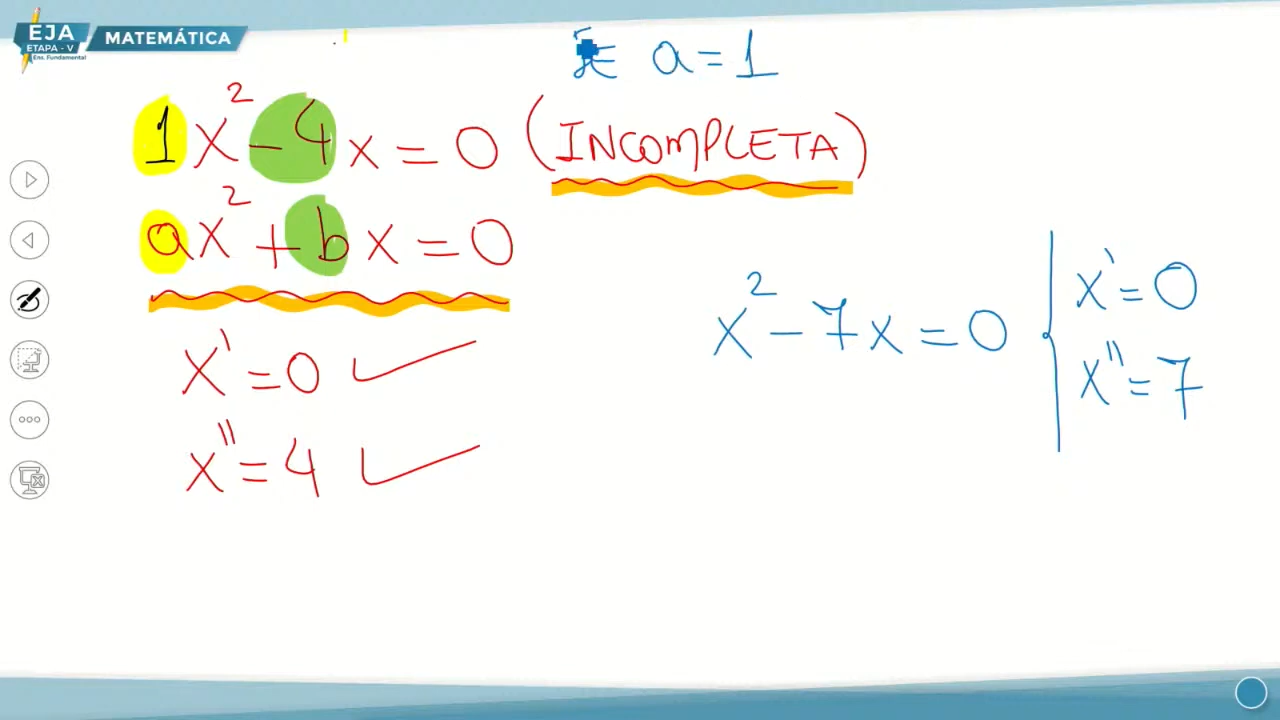 EJA
ETAPA - V
Ens. Fundamental
MATEMÁTICA
a = 1
1x² - 4x = 0 (INCOMPLETA)
ax² + bx = 0
x' = 0
x'' = 4
x² - 7x = 0
x' = 0
x'' = 7